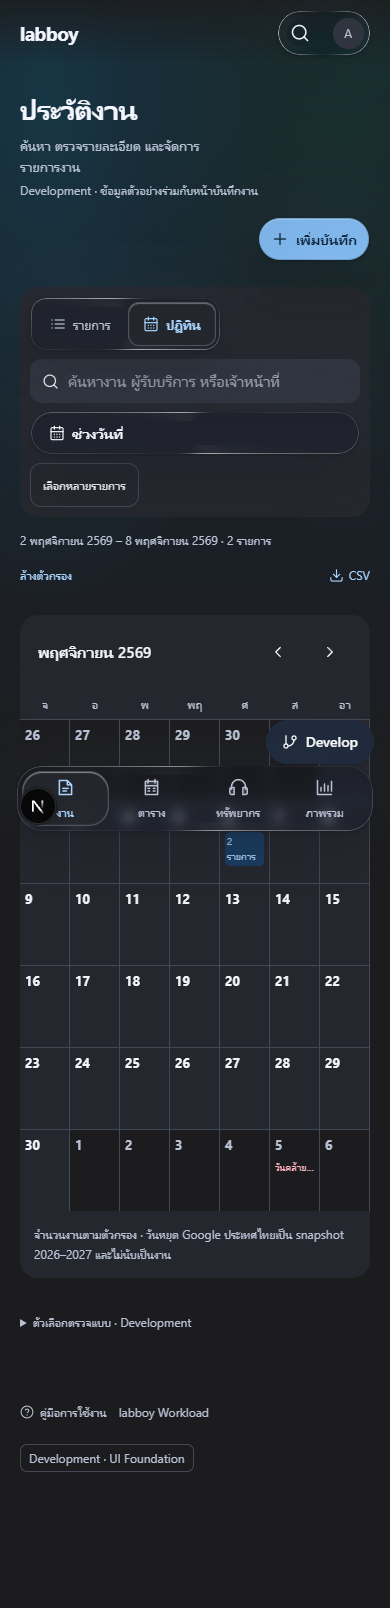 labboy
A
ประวัติงาน
ค้นหา ตรวจรายละเอียด และจัดการ
รายการงาน
Development · ข้อมูลตัวอย่างร่วมกับหน้าบันทึกงาน
เพิ่มบันทึก
รายการ
ปฏิทิน
ค้นหางาน ผู้รับบริการ หรือเจ้าหน้าที่
ช่วงวันที่
เลือกหลายรายการ
2 พฤศจิกายน 2569 – 8 พฤศจิกายน 2569 · 2 รายการ
ล้างตัวกรอง
CSV
พฤศจิกายน 2569
จ อ พ พฤ ศ ส อา
26 27 28 29 30
Develop
N
งาน ตาราง ทรัพยากร ภาพรวม
2
รายการ
9 10 11 12 13 14 15
16 17 18 19 20 21 22
23 24 25 26 27 28 29
30 1 2 3 4 5 6
วันคล้าย...
จำนวนงานตามตัวกรอง · วันหยุด Google ประเทศไทยเป็น snapshot
2026–2027 และไม่นับเป็นงาน
ตัวเลือกตรวจแบบ · Development
คู่มือการใช้งาน labboy Workload
Development · UI Foundation